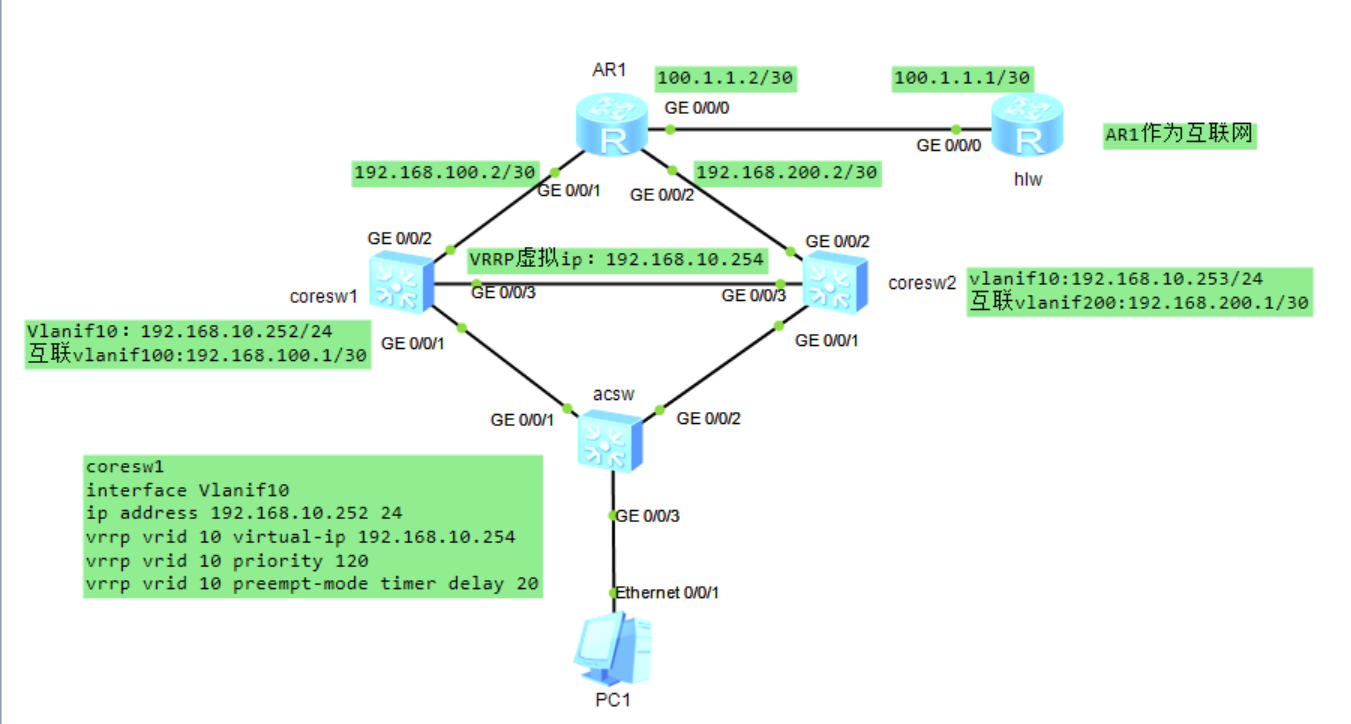 AR1
100.1.1.2/30
100.1.1.1/30
GE 0/0/0
GE 0/0/0
AR1作为互联网
hlw
192.168.100.2/30
192.168.200.2/30
GE 0/0/1
GE 0/0/2
GE 0/0/2
GE 0/0/2
VRRP虚拟ip：192.168.10.254
coresw1
GE 0/0/3
GE 0/0/3
coresw2
vlanif10:192.168.10.253/24
互联vlanif200:192.168.200.1/30
Vlanif10：192.168.10.252/24
互联vlanif100:192.168.100.1/30
GE 0/0/1
GE 0/0/1
acsw
GE 0/0/1
GE 0/0/2
coresw1
interface Vlanif10
ip address 192.168.10.252 24
vrrp vrid 10 virtual-ip 192.168.10.254
vrrp vrid 10 priority 120
vrrp vrid 10 preempt-mode timer delay 20
GE 0/0/3
Ethernet 0/0/1
PC1